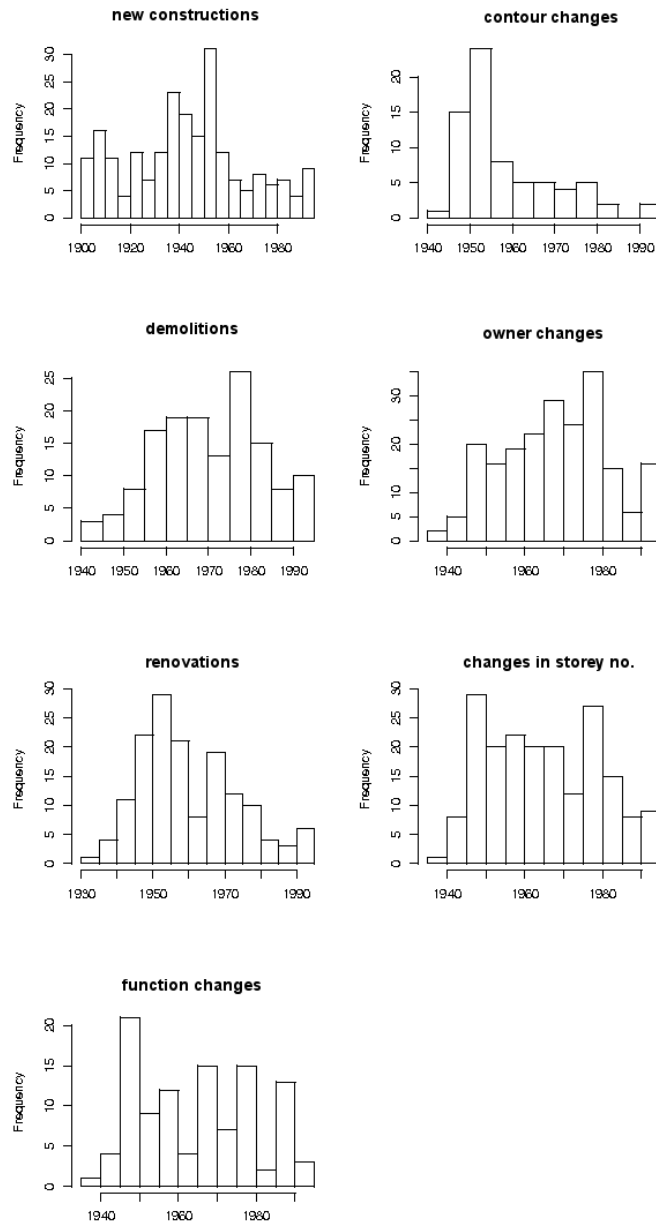 new constructions
Frequency
0 5 10 15 20 25 30
1900 1920 1940 1960 1980
contour changes
Frequency
0 5 10 15 20
1940 1950 1960 1970 1980 1990
demolitions
Frequency
0 5 10 15 20 25
1940 1950 1960 1970 1980 1990
owner changes
Frequency
0 5 10 20 30
1940 1960 1980
renovations
Frequency
0 5 10 15 20 25 30
1930 1950 1970 1990
changes in storey no.
Frequency
0 5 10 15 20 25 30
1940 1960 1980
function changes
Frequency
0 5 10 15 20
1940 1960 1980